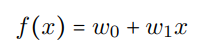 f(x) = w₀ + w₁x